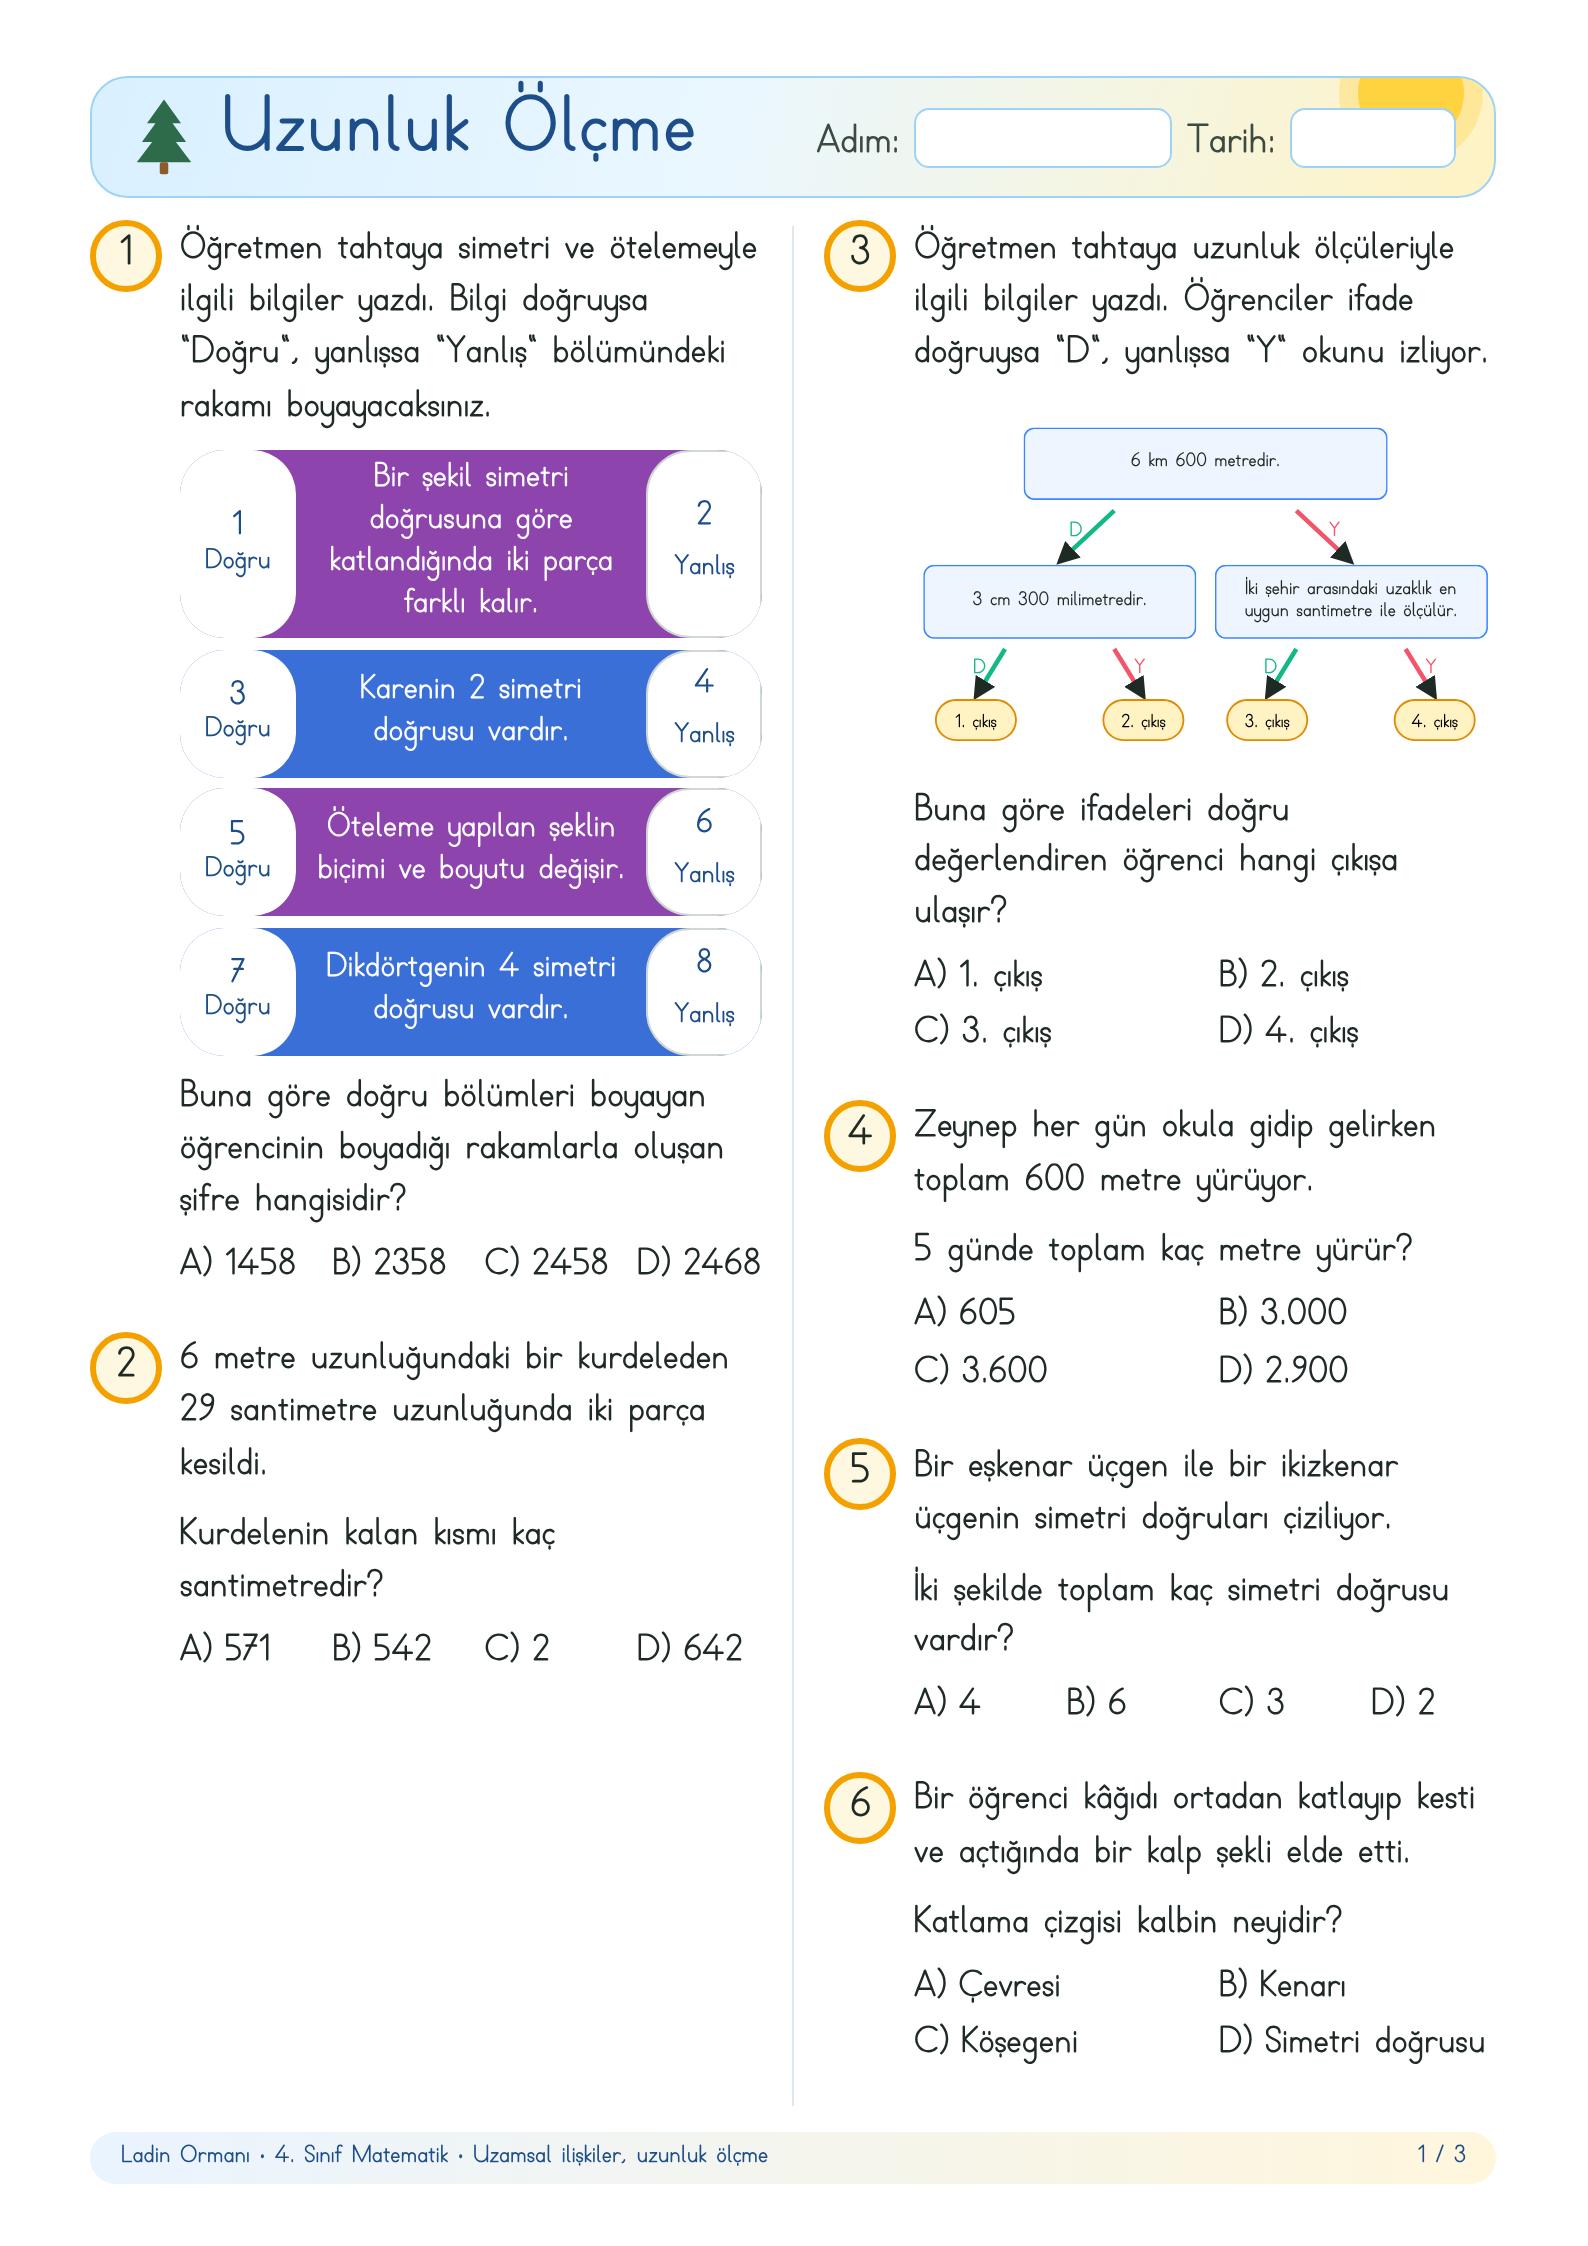 Uzunluk Ölçme
Adım:
Tarih:
1
Öğretmen tahtaya simetri ve ötelemeyle
ilgili bilgiler yazdı. Bilgi doğruysa
"Doğru", yanlışsa "Yanlış" bölümündeki
rakamı boyayacaksınız.
1
Doğru
Bir şekil simetri
doğrusuna göre
katlandığında iki parça
farklı kalır.
2
Yanlış
3
Doğru
Karenin 2 simetri
doğrusu vardır.
4
Yanlış
5
Doğru
Öteleme yapılan şeklin
biçimi ve boyutu değişir.
6
Yanlış
7
Doğru
Dikdörtgenin 4 simetri
doğrusu vardır.
8
Yanlış
Buna göre doğru bölümleri boyayan
öğrencinin boyadığı rakamlarla oluşan
şifre hangisidir?
A) 1458 B) 2358 C) 2458 D) 2468
2
6 metre uzunluğundaki bir kurdeleden
29 santimetre uzunluğunda iki parça
kesildi.
Kurdelenin kalan kısmı kaç
santimetredir?
A) 571 B) 542 C) 2 D) 642
3
Öğretmen tahtaya uzunluk ölçüleriyle
ilgili bilgiler yazdı. Öğrenciler ifade
doğruysa "D", yanlışsa "Y" okunu izliyor.
6 km 600 metredir.
D Y
3 cm 300 milimetredir.
İki şehir arasındaki uzaklık en
uygun santimetre ile ölçülür.
D Y D Y
1. çıkış 2. çıkış 3. çıkış 4. çıkış
Buna göre ifadeleri doğru
değerlendiren öğrenci hangi çıkışa
ulaşır?
A) 1. çıkış B) 2. çıkış
C) 3. çıkış D) 4. çıkış
4
Zeynep her gün okula gidip gelirken
toplam 600 metre yürüyor.
5 günde toplam kaç metre yürür?
A) 605 B) 3.000
C) 3.600 D) 2.900
5
Bir eşkenar üçgen ile bir ikizkenar
üçgenin simetri doğruları çiziliyor.
İki şekilde toplam kaç simetri doğrusu
vardır?
A) 4 B) 6 C) 3 D) 2
6
Bir öğrenci kâğıdı ortadan katlayıp kesti
ve açtığında bir kalp şekli elde etti.
Katlama çizgisi kalbin neyidir?
A) Çevresi B) Kenarı
C) Köşegeni D) Simetri doğrusu
Ladin Ormanı • 4. Sınıf Matematik • Uzamsal ilişkiler, uzunluk ölçme
1 / 3